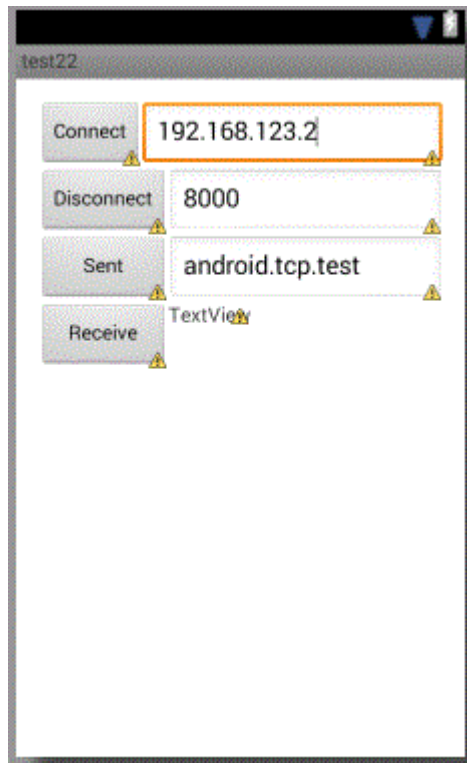 test22
Connect 192.168.123.2
Disconnect 8000
Sent android.tcp.test
Receive TextView